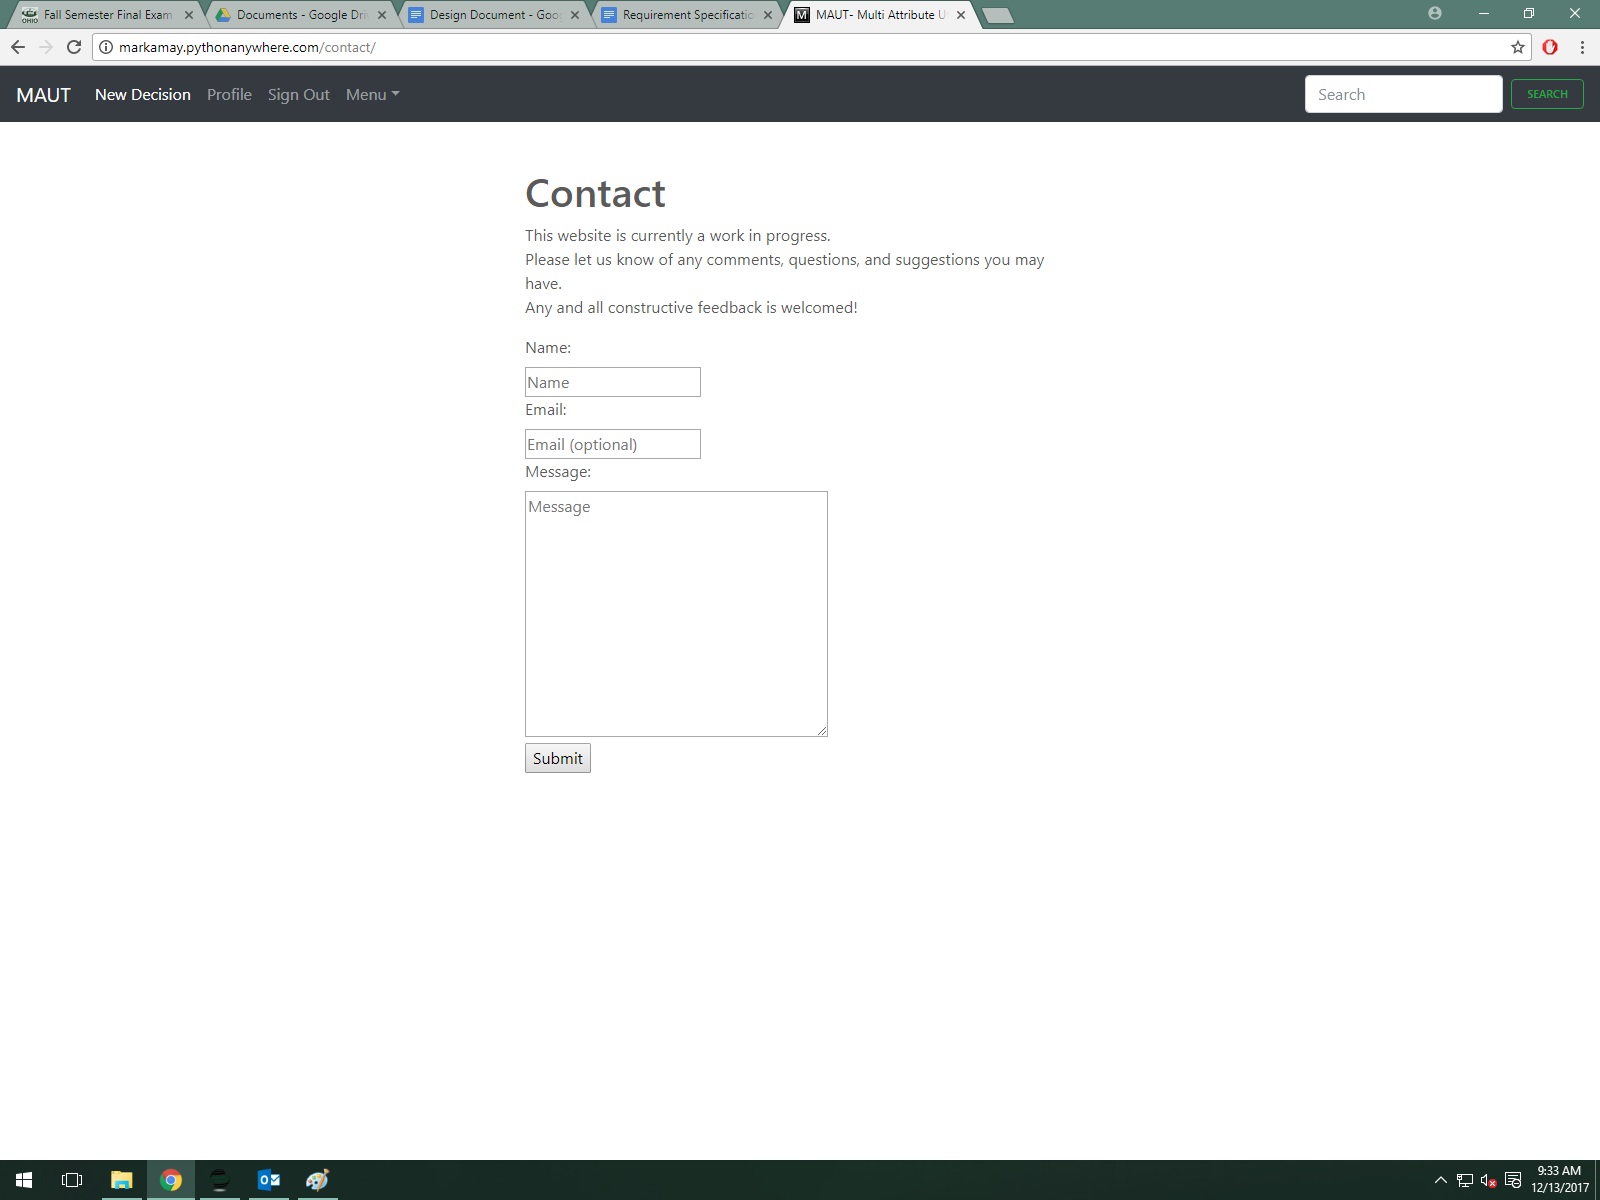 Fall Semester Final Exam
Documents - Google Dri
Design Document - Goo
Requirement Specificatio
MAUT- Multi Attribute U
markamay.pythonanywhere.com/contact/
MAUT New Decision Profile Sign Out Menu Search SEARCH
Contact
This website is currently a work in progress.
Please let us know of any comments, questions, and suggestions you may
have.
Any and all constructive feedback is welcomed!
Name:
Name
Email:
Email (optional)
Message:
Message
Submit
9:33 AM
12/13/2017